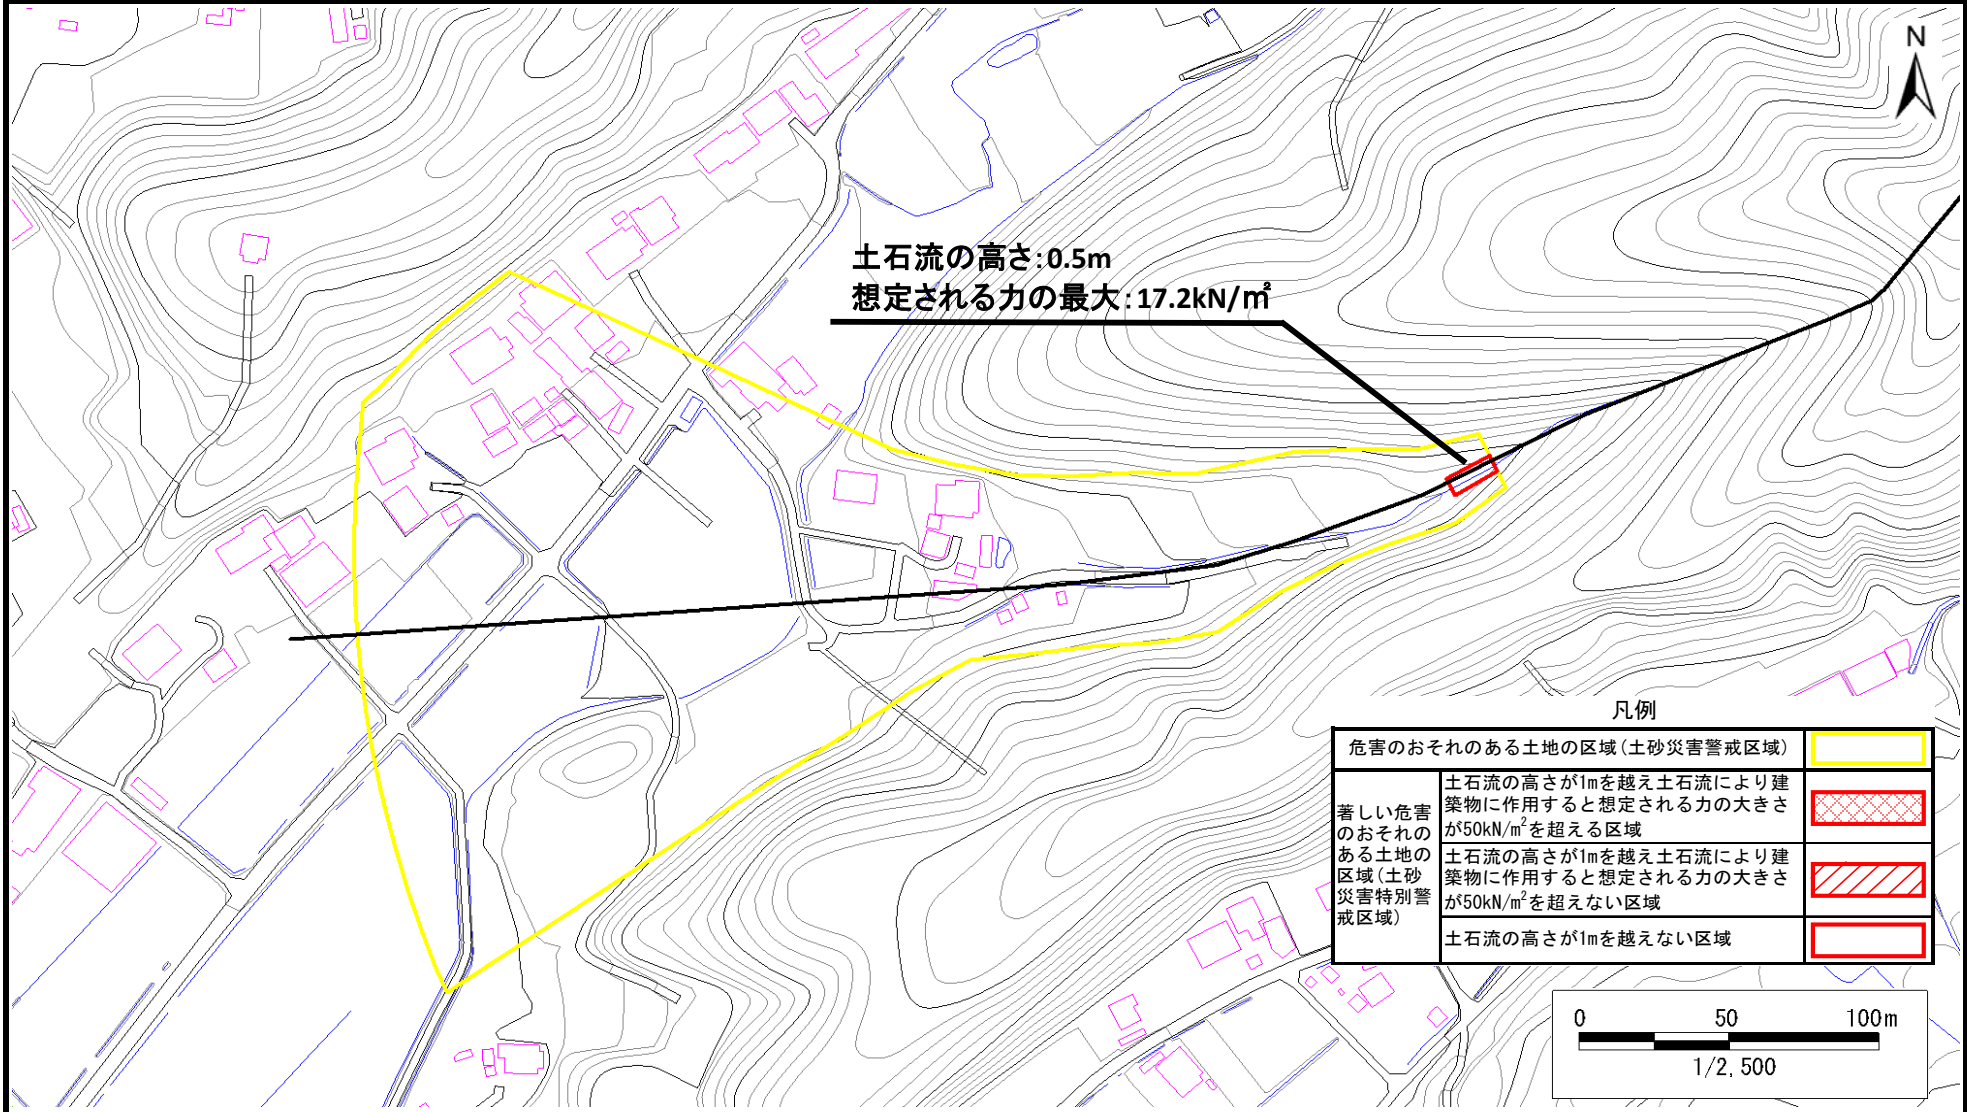 N
土石流の高さ:0.5m
想定される力の最大:17.2kN/㎡
凡例
危害のおそれのある土地の区域(土砂災害警戒区域)
著しい危害
のおそれの
ある土地の
区域(土砂
災害特別警
戒区域)
土石流の高さが1mを越え土石流により建
築物に作用すると想定される力の大きさ
が50kN/m²を超える区域
土石流の高さが1mを越え土石流により建
築物に作用すると想定される力の大きさ
が50kN/m²を超えない区域
土石流の高さが1mを越えない区域
0 50 100m
1/2,500